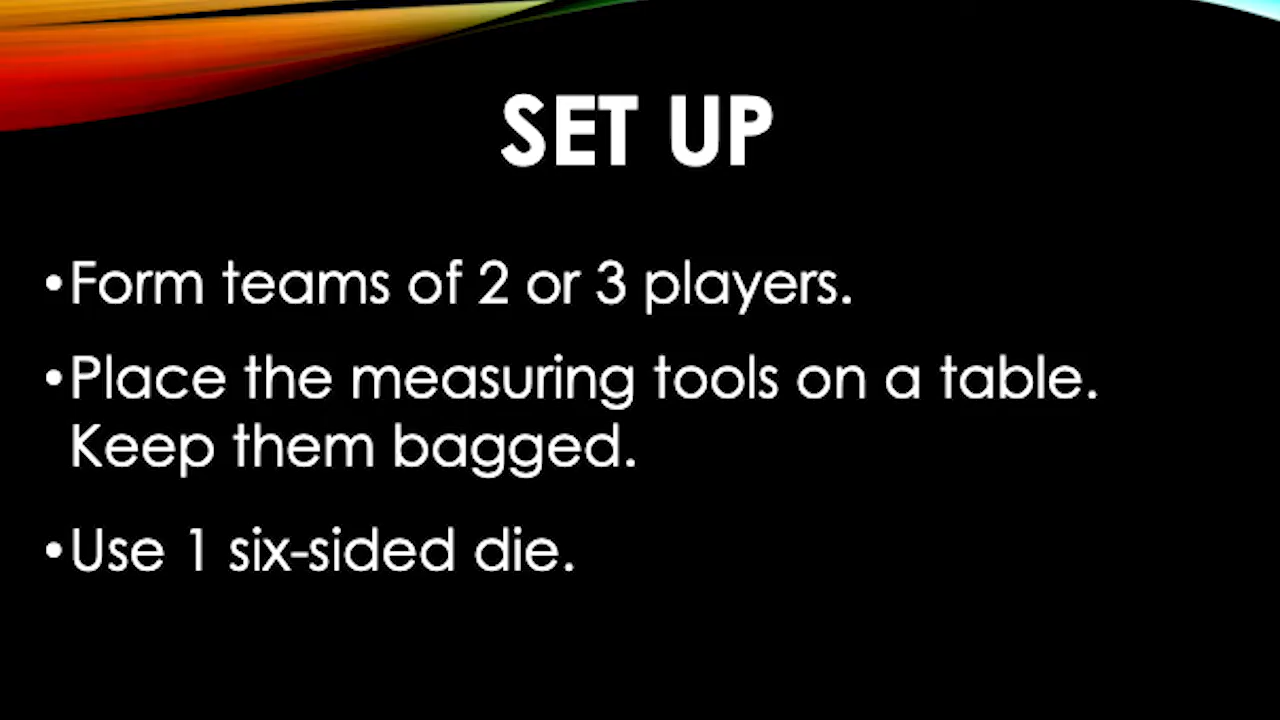 SET UP
•Form teams of 2 or 3 players.
•Place the measuring tools on a table.
Keep them bagged.
•Use 1 six-sided die.